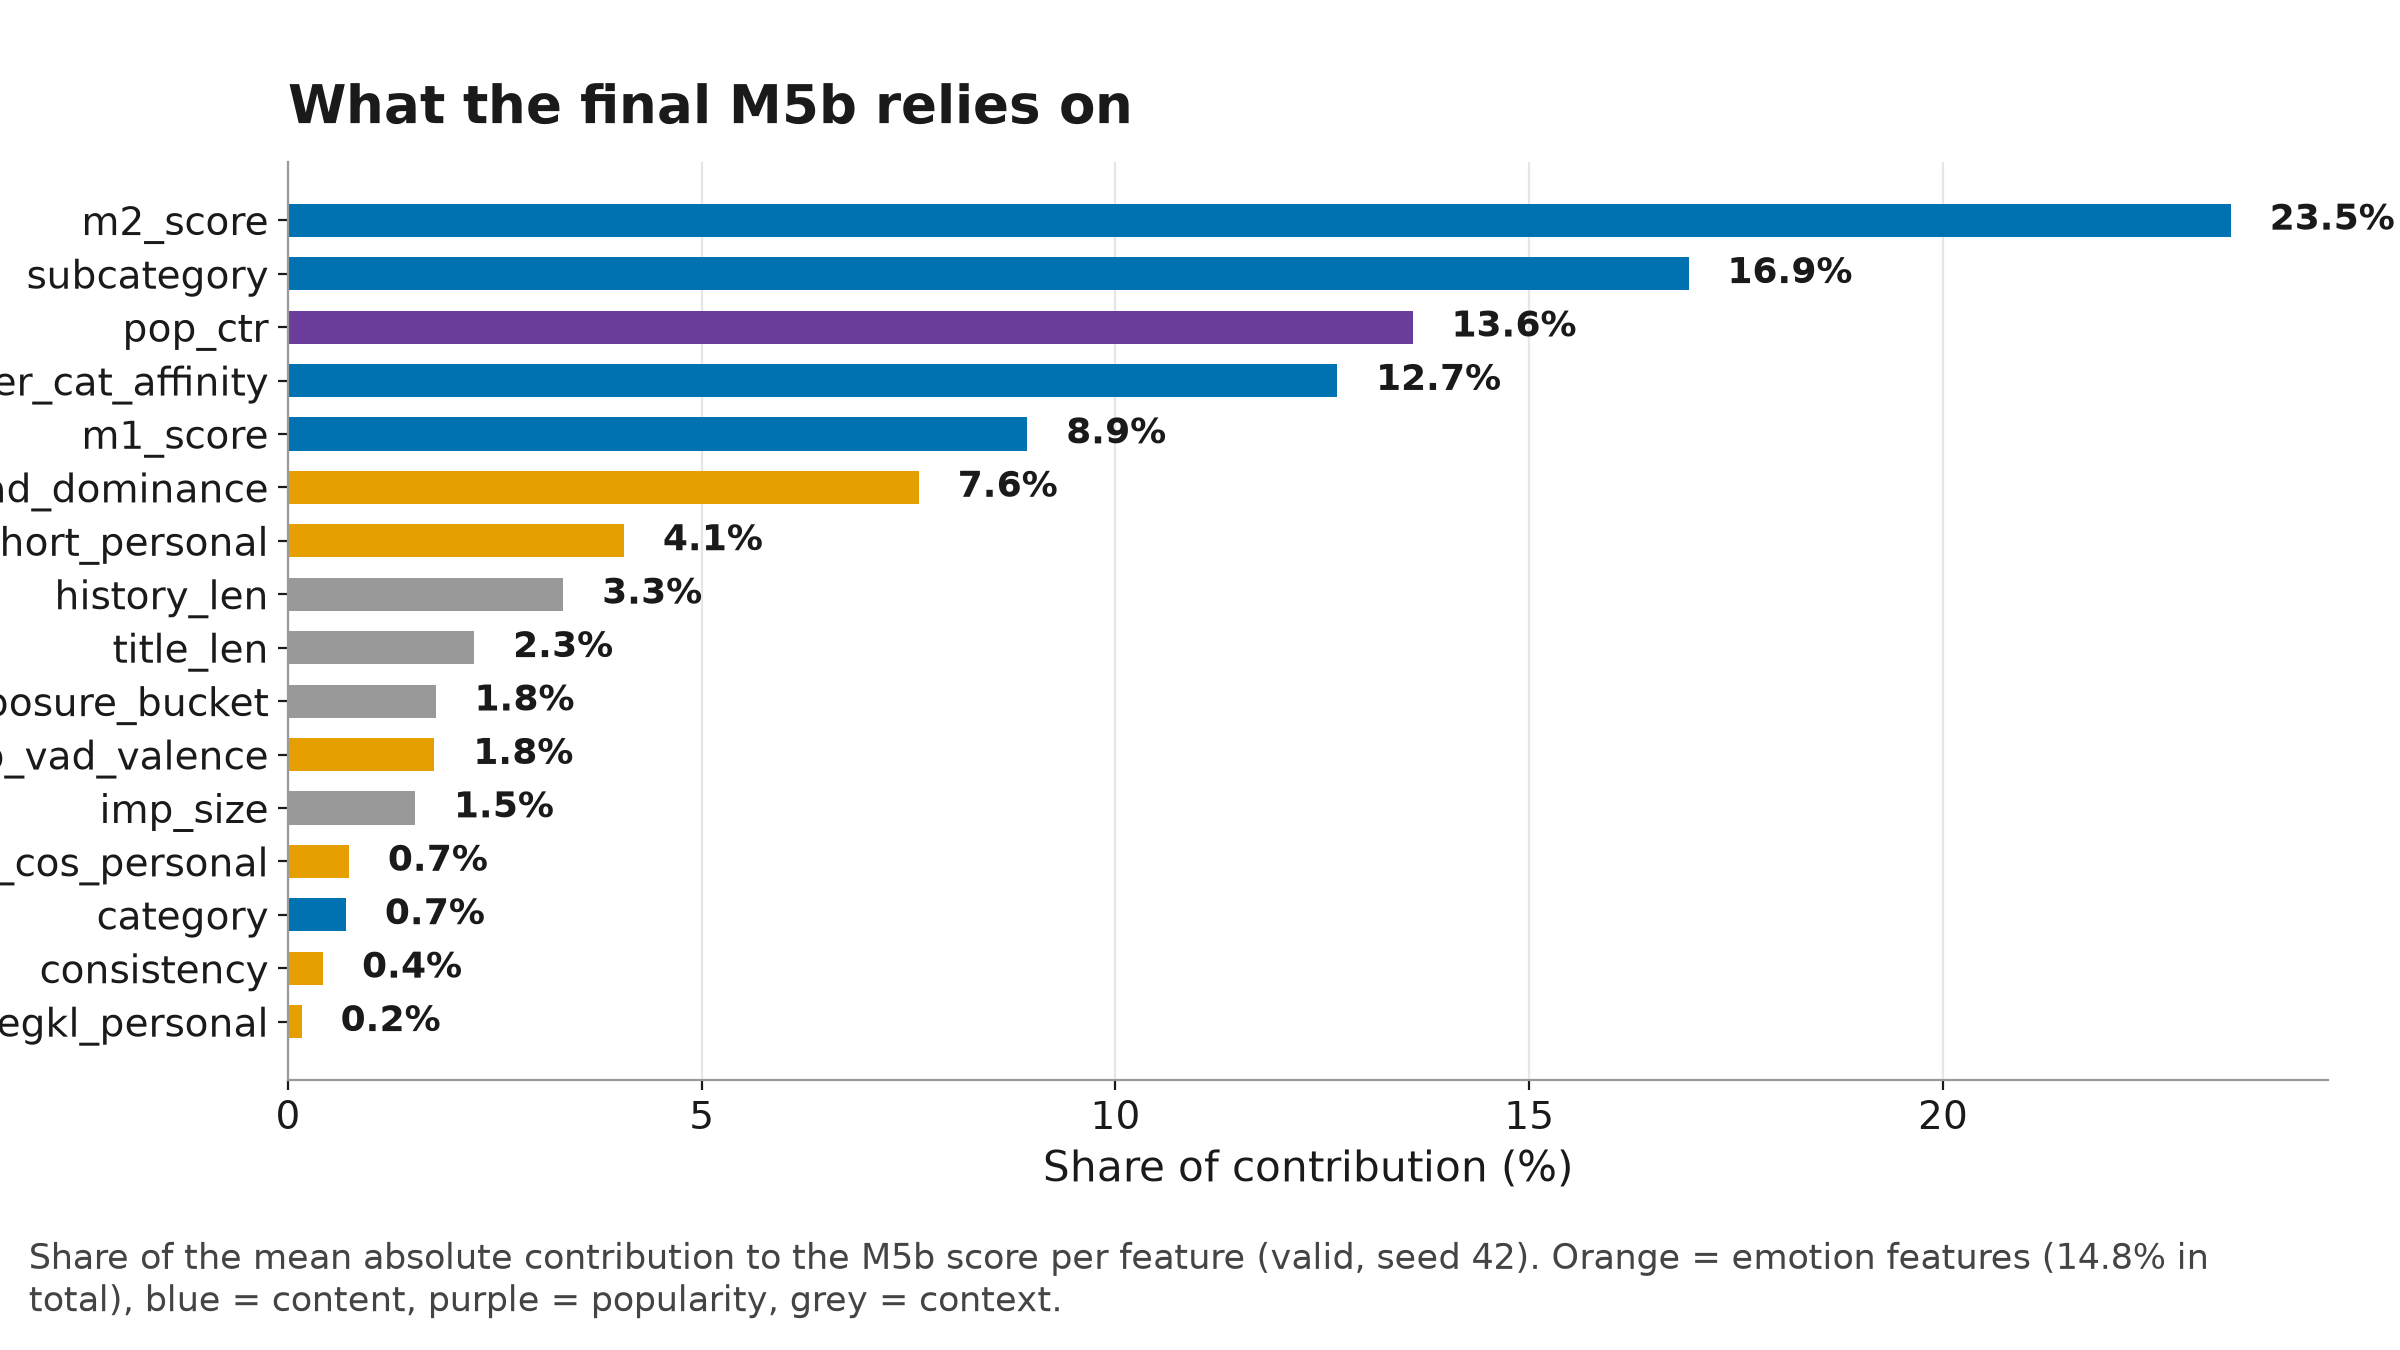 What the final M5b relies on
m2_score 23.5%
subcategory 16.9%
pop_ctr 13.6%
er_cat_affinity 12.7%
m1_score 8.9%
d_dominance 7.6%
hort_personal 4.1%
history_len 3.3%
title_len 2.3%
posure_bucket 1.8%
_vad_valence 1.8%
imp_size 1.5%
_cos_personal 0.7%
category 0.7%
consistency 0.4%
egkl_personal 0.2%
0 5 10 15 20
Share of contribution (%)
Share of the mean absolute contribution to the M5b score per feature (valid, seed 42). Orange = emotion features (14.8% in
total), blue = content, purple = popularity, grey = context.